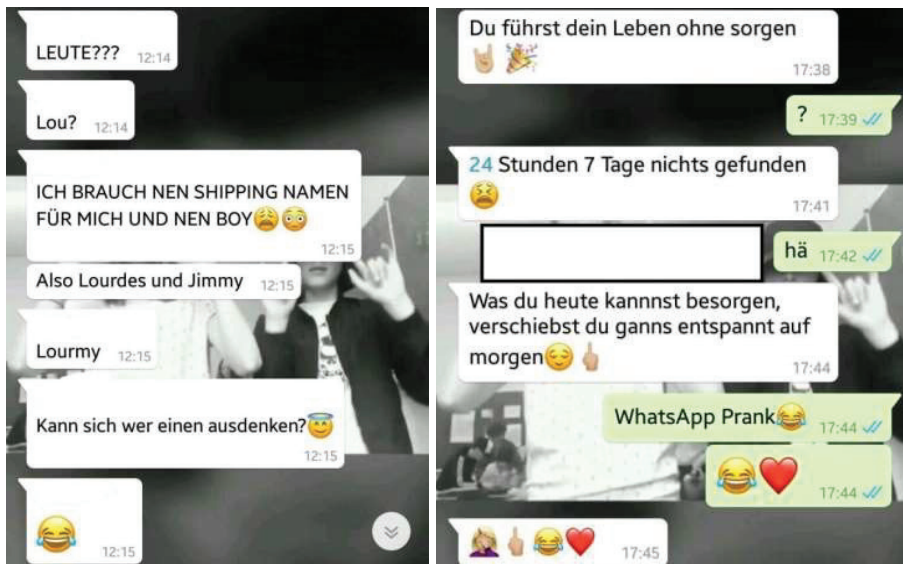 LEUTE???
12:14
Lou?
12:14
ICH BRAUCH NEN SHIPPING NAMEN
FÜR MICH UND NEN BOY😩😳
12:15
Also Lourdes und Jimmy
12:15
Lourmy
12:15
Kann sich wer einen ausdenken?😇
12:15
😂
12:15
Du führst dein Leben ohne sorgen
🤘🏼🎉
17:38
?
17:39
24 Stunden 7 Tage nichts gefunden
😫
17:41
hä
17:42
Was du heute kannnst besorgen,
verschiebst du ganns entspannt auf
morgen😌🖕🏼
17:44
WhatsApp Prank😂
17:44
😂❤️
17:44
🤦🏼‍♀️🖕🏼😂❤️
17:45